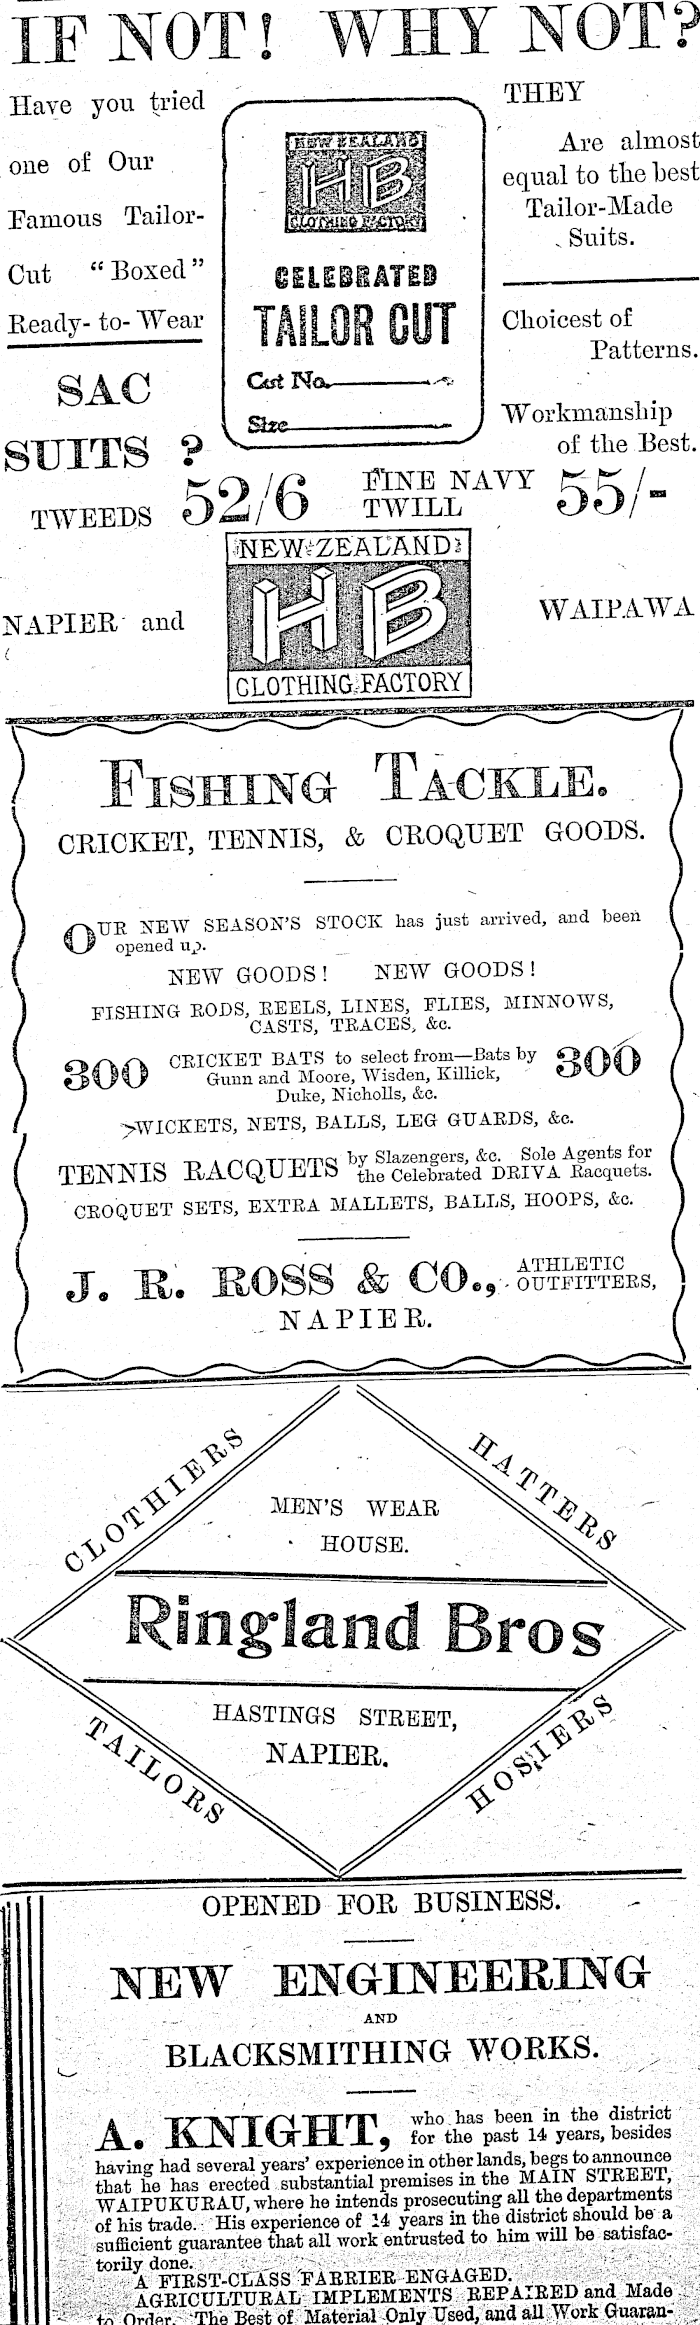 IF NOT! WHY NOT?
Have you tried
one of Our
Famous Tailor-
Cut "Boxed"
Ready-to-Wear
SAC
SUITS ?
NEW ZEALAND
HB
CLOTHING FACTORY
CELEBRATED
TAILOR CUT
Cut No.
Size
THEY
Are almost
equal to the best
Tailor-Made
Suits.
Choicest of
Patterns.
Workmanship
of the Best.
TWEEDS 52/6
FINE NAVY
TWILL 55/-
NAPIER and
NEW ZEALAND
HB
CLOTHING FACTORY
WAIPAWA
FISHING TACKLE.
CRICKET, TENNIS, & CROQUET GOODS.
OUR NEW SEASON'S STOCK has just arrived, and been
opened up.
NEW GOODS! NEW GOODS!
FISHING RODS, REELS, LINES, FLIES, MINNOWS,
CASTS, TRACES, &c.
300 CRICKET BATS to select from—Bats by 300
Gunn and Moore, Wisden, Killick,
Duke, Nicholls, &c.
WICKETS, NETS, BALLS, LEG GUARDS, &c.
TENNIS RACQUETS by Slazengers, &c. Sole Agents for
the Celebrated DRIVA Racquets.
CROQUET SETS, EXTRA MALLETS, BALLS, HOOPS, &c.
J. R. ROSS & CO., ATHLETIC
OUTFITTERS,
NAPIER.
CLOTHIERS
HATTERS
MEN'S WEAR
HOUSE.
Ringland Bros
HASTINGS STREET,
NAPIER.
TAILORS
HOSIERS
OPENED FOR BUSINESS.
NEW ENGINEERING
AND
BLACKSMITHING WORKS.
A. KNIGHT, who has been in the district
for the past 14 years, besides
having had several years' experience in other lands, begs to announce
that he has erected substantial premises in the MAIN STREET,
WAIPUKURAU, where he intends prosecuting all the departments
of his trade. His experience of 14 years in the district should be a
sufficient guarantee that all work entrusted to him will be satisfac-
torily done.
A FIRST-CLASS FARRIER ENGAGED.
AGRICULTURAL IMPLEMENTS REPAIRED and Made
to Order. The Best of Material Only Used, and all Work Guaran-